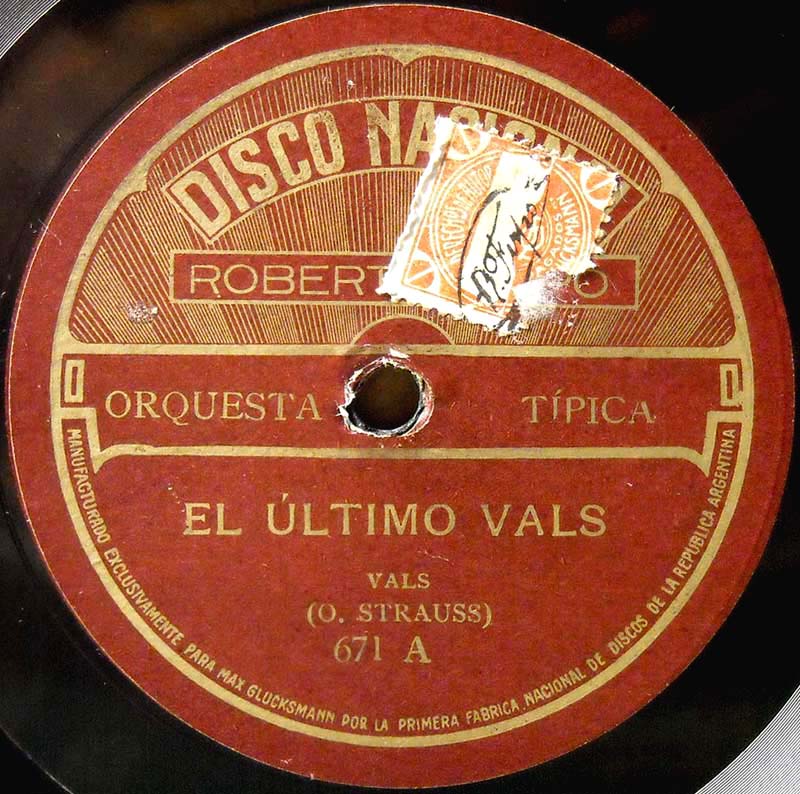 DISCO
ORQUESTA TÍPICA
EL ÚLTIMO VALS
VALS
(O. STRAUSS)
671 A
MANUFACTURADO EXCLUSIVAMENTE PARA MAX GLUCKSMANN POR LA PRIMERA FABRICA NACIONAL DE DISCOS DE LA REPUBLICA ARGENTINA